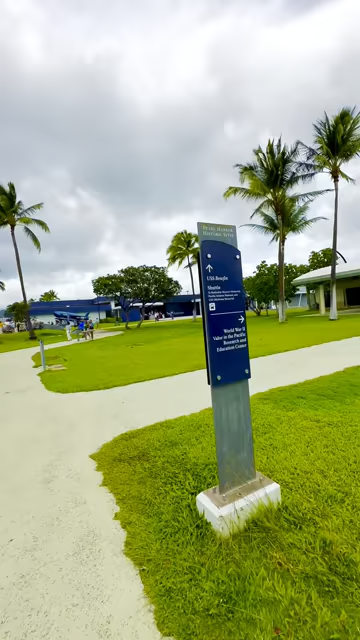 PEARL HARBOR
HISTORIC SITES
USS Bowfin
Shuttle
World War II
Valor in the Pacific
Research and
Education Center